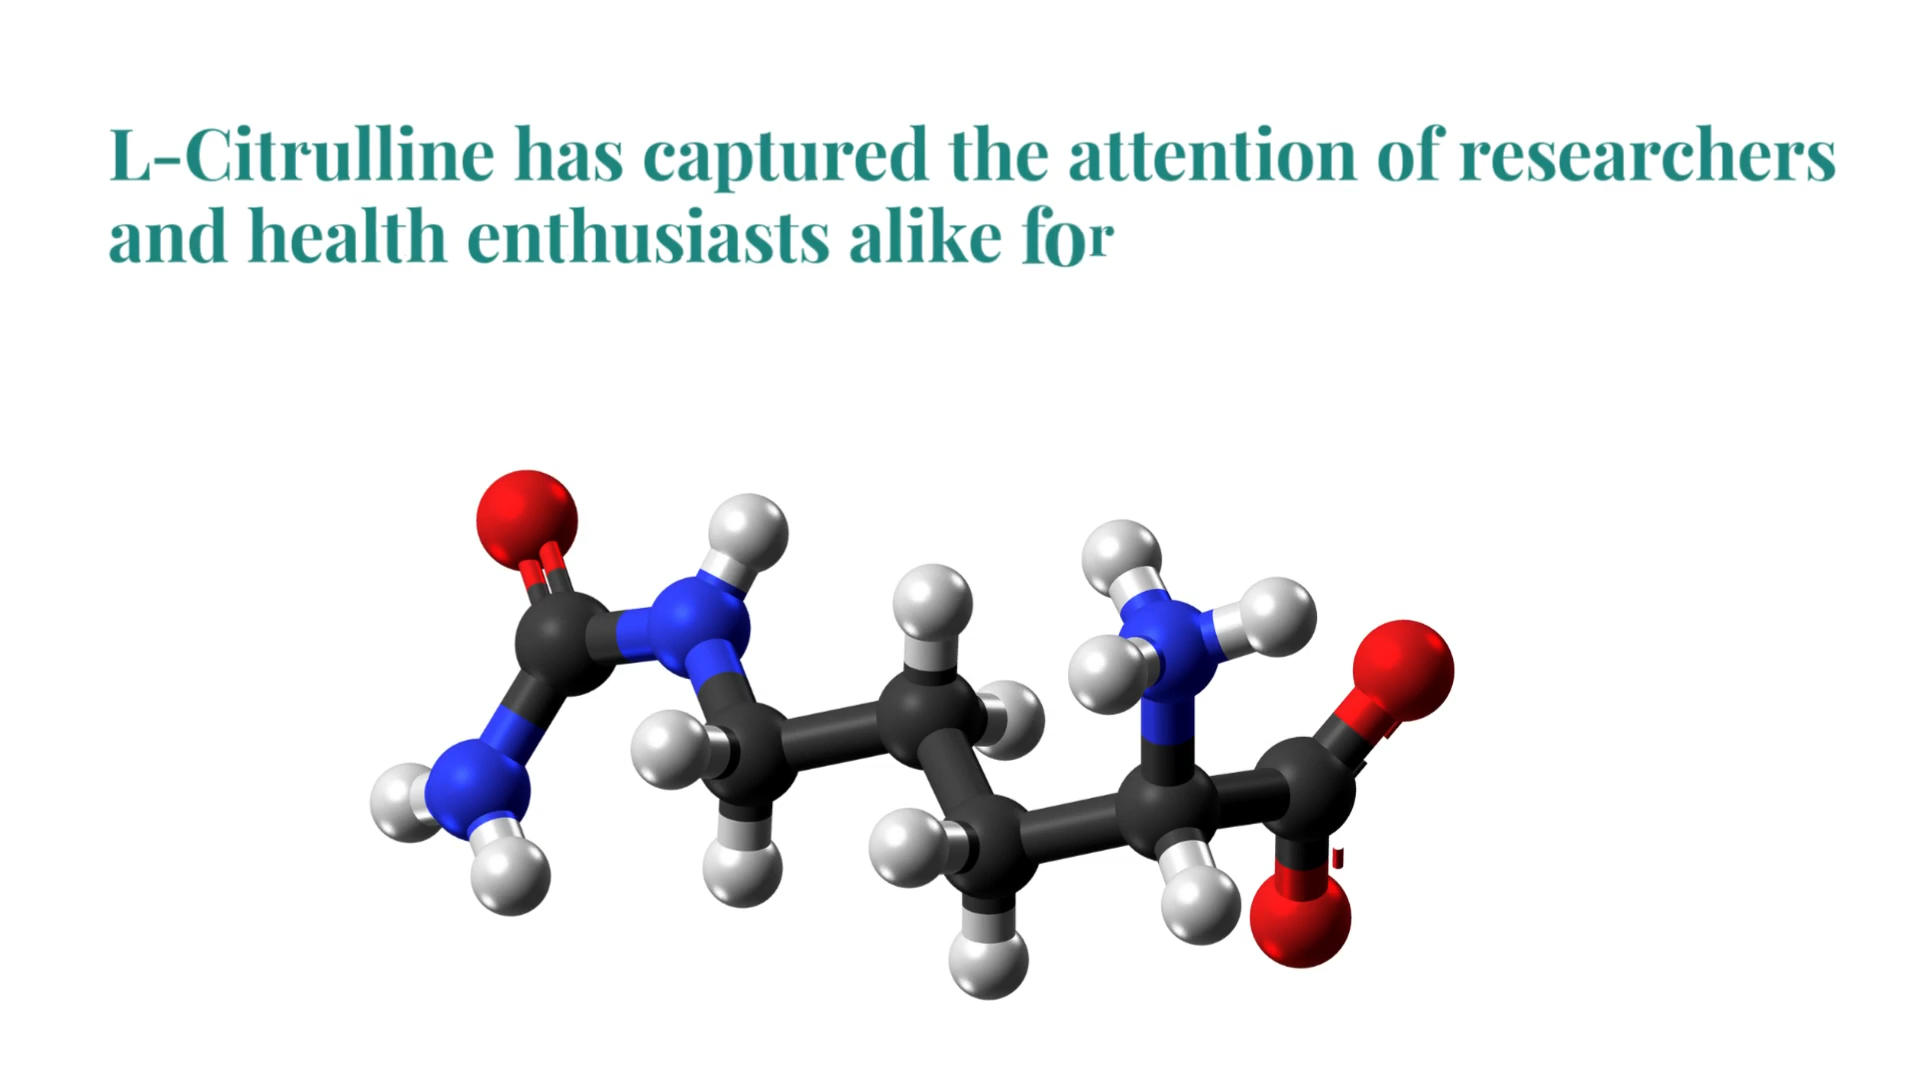 L-Citrulline has captured the attention of researchers
and health enthusiasts alike for